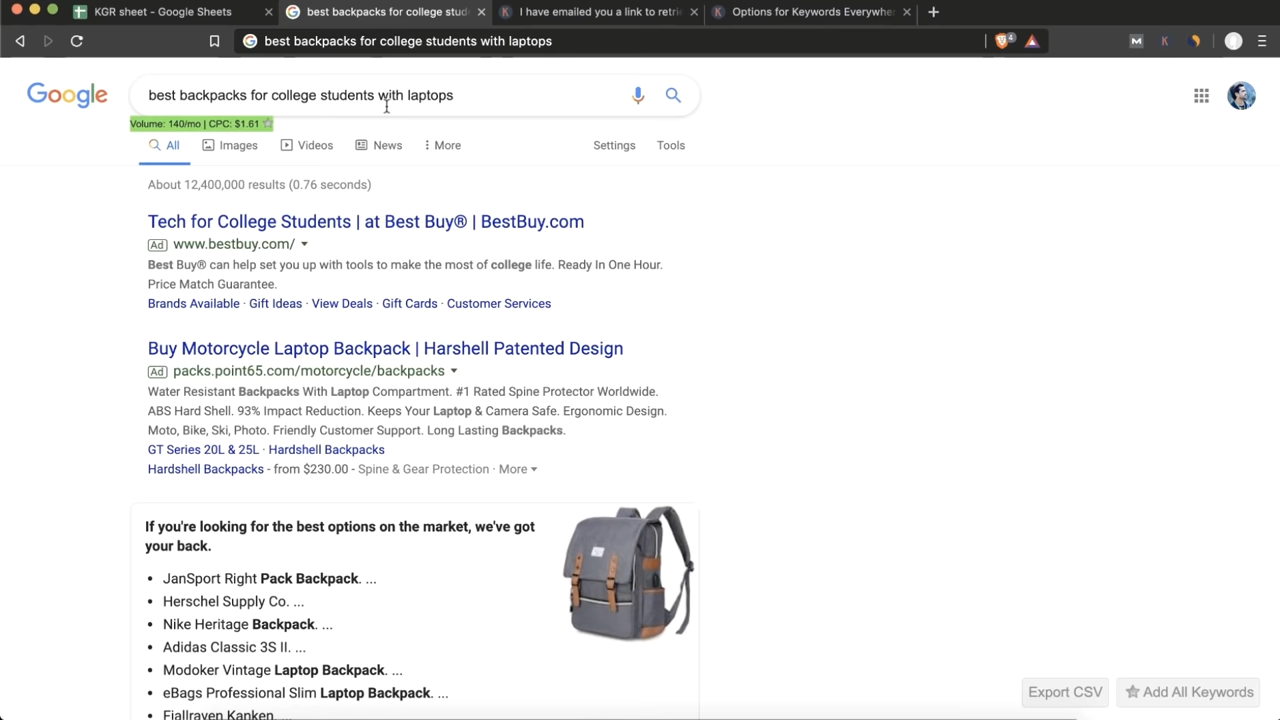 KGR sheet - Google Sheets
best backpacks for college stud
I have emailed you a link to retri
Options for Keywords Everywher
best backpacks for college students with laptops
4
M
K
Google
best backpacks for college students with laptops
Volume: 140/mo | CPC: $1.61
All
Images
Videos
News
More
Settings
Tools
About 12,400,000 results (0.76 seconds)
Tech for College Students | at Best Buy® | BestBuy.com
Ad www.bestbuy.com/
Best Buy® can help set you up with tools to make the most of college life. Ready In One Hour.
Price Match Guarantee.
Brands Available · Gift Ideas · View Deals · Gift Cards · Customer Services
Buy Motorcycle Laptop Backpack | Harshell Patented Design
Ad packs.point65.com/motorcycle/backpacks
Water Resistant Backpacks With Laptop Compartment. #1 Rated Spine Protector Worldwide.
ABS Hard Shell. 93% Impact Reduction. Keeps Your Laptop & Camera Safe. Ergonomic Design.
Moto, Bike, Ski, Photo. Friendly Customer Support. Long Lasting Backpacks.
GT Series 20L & 25L · Hardshell Backpacks
Hardshell Backpacks - from $230.00 - Spine & Gear Protection · More
If you're looking for the best options on the market, we've got
your back.
• JanSport Right Pack Backpack. ...
• Herschel Supply Co. ...
• Nike Heritage Backpack. ...
• Adidas Classic 3S II. ...
• Modoker Vintage Laptop Backpack. ...
• eBags Professional Slim Laptop Backpack. ...
Fjallraven Kanken. ...
Export CSV
Add All Keywords